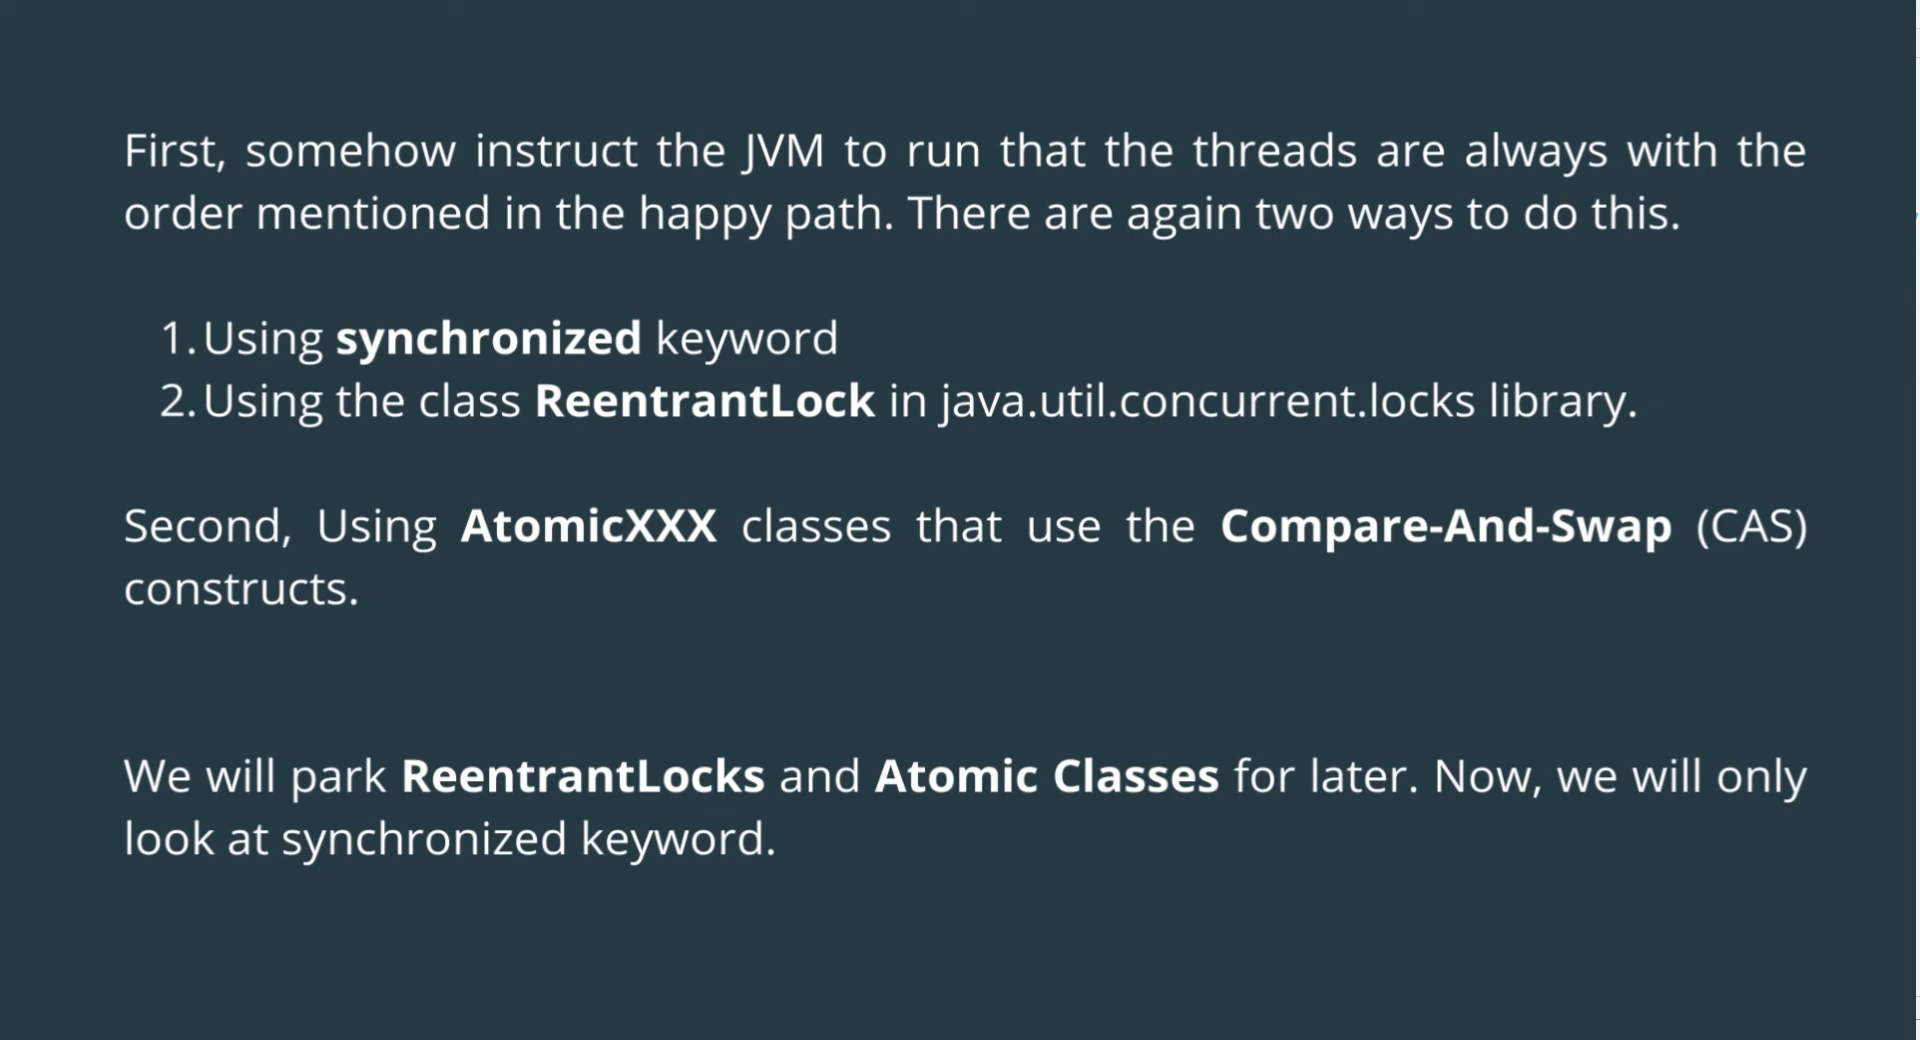 First, somehow instruct the JVM to run that the threads are always with the
order mentioned in the happy path. There are again two ways to do this.
1. Using synchronized keyword
2. Using the class ReentrantLock in java.util.concurrent.locks library.
Second, Using AtomicXXX classes that use the Compare-And-Swap (CAS)
constructs.
We will park ReentrantLocks and Atomic Classes for later. Now, we will only
look at synchronized keyword.